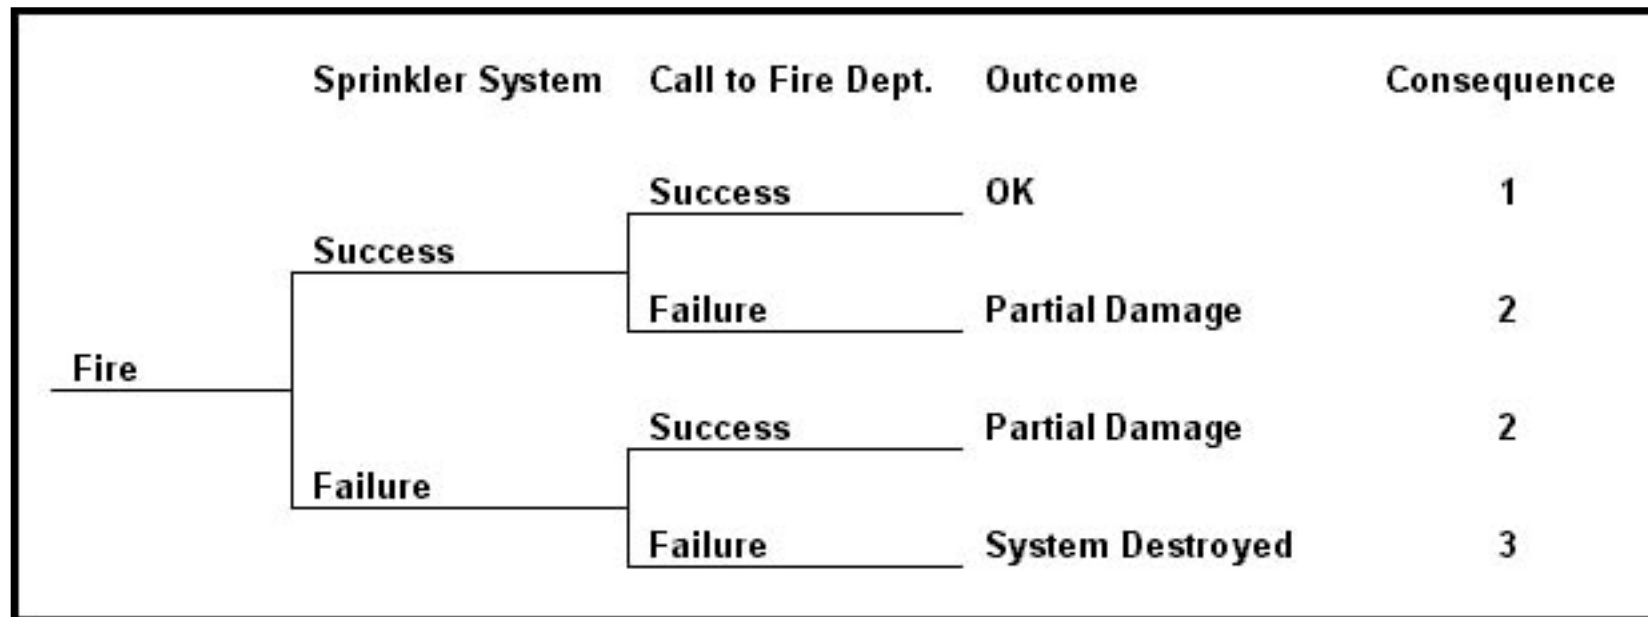 Sprinkler System Call to Fire Dept. Outcome Consequence
Success OK 1
Success
Failure Partial Damage 2
Fire
Success Partial Damage 2
Failure
Failure System Destroyed 3